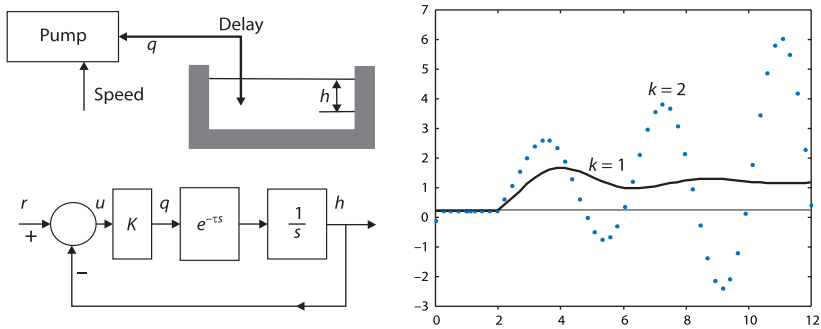 Pump
Delay
q
Speed
h
r
+
u
K
q
e^{-τs}
1
s
h
−
7
6
5
4
3
2
1
0
−1
−2
−3
k = 2
k = 1
0
2
4
6
8
10
12